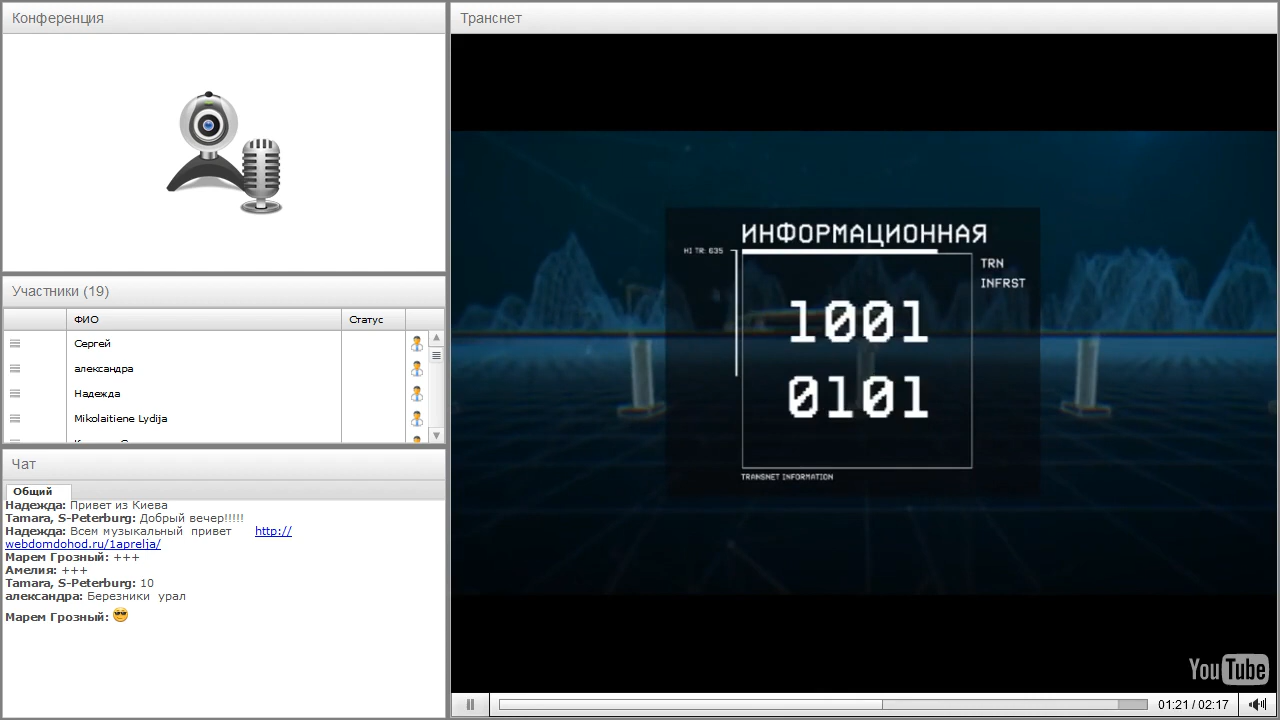 Конференция
Участники (19)
ФИО Статус
Сергей
александра
Надежда
Mikolaitiene Lydija
Чат
Общий
Надежда: Привет из Киева
Tamara, S-Peterburg: Добрый вечер!!!!!
Надежда: Всем музыкальный привет http://
webdomdohod.ru/1aprelja/
Марем Грозный: +++
Амелия: +++
Tamara, S-Peterburg: 10
александра: Березники урал
Марем Грозный:
Транснет
ИНФОРМАЦИОННАЯ
HI TR: 635
TRN
INFRST
1001
0101
TRANSNET INFORMATION
YouTube
01:21 / 02:17